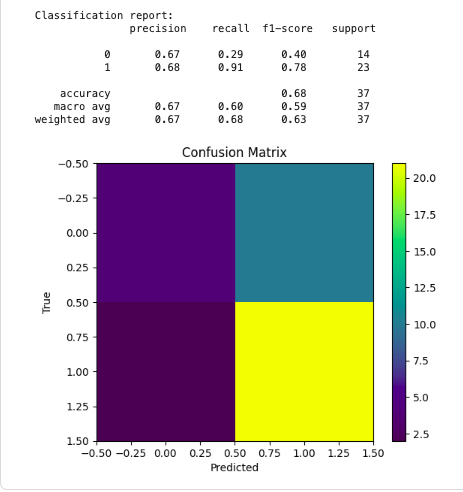 Classification report:
precision recall f1-score support
0 0.67 0.29 0.40 14
1 0.68 0.91 0.78 23
accuracy 0.68 37
macro avg 0.67 0.60 0.59 37
weighted avg 0.67 0.68 0.63 37
Confusion Matrix
−0.50
−0.25
0.00
0.25
0.50
0.75
1.00
1.25
1.50
True
−0.50 −0.25 0.00 0.25 0.50 0.75 1.00 1.25 1.50
Predicted
20.0
17.5
15.0
12.5
10.0
7.5
5.0
2.5